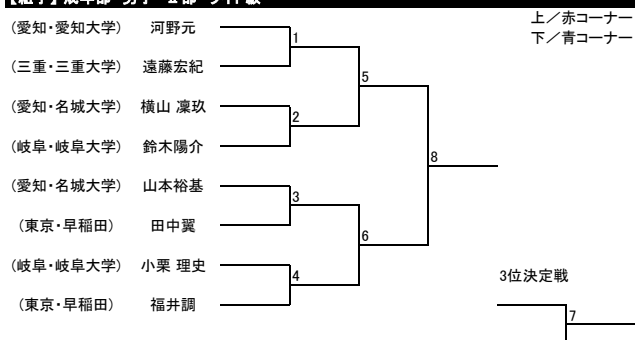 上／赤コーナー
下／青コーナー
(愛知・愛知大学) 河野元
1
(三重・三重大学) 遠藤宏紀
5
(愛知・名城大学) 横山 凜玖
2
(岐阜・岐阜大学) 鈴木陽介
8
(愛知・名城大学) 山本裕基
3
(東京・早稲田) 田中翼
6
(岐阜・岐阜大学) 小栗 理史
4
3位決定戦
(東京・早稲田) 福井調
7